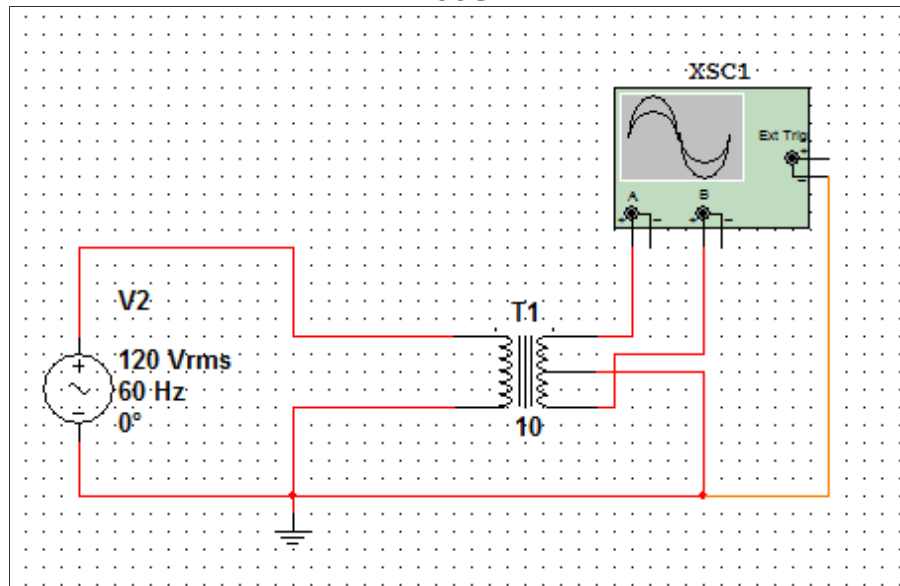 XSC1
Ext Trig
+
-
A
B
+ - + -
V2
120 Vrms
60 Hz
0°
+
-
T1
10